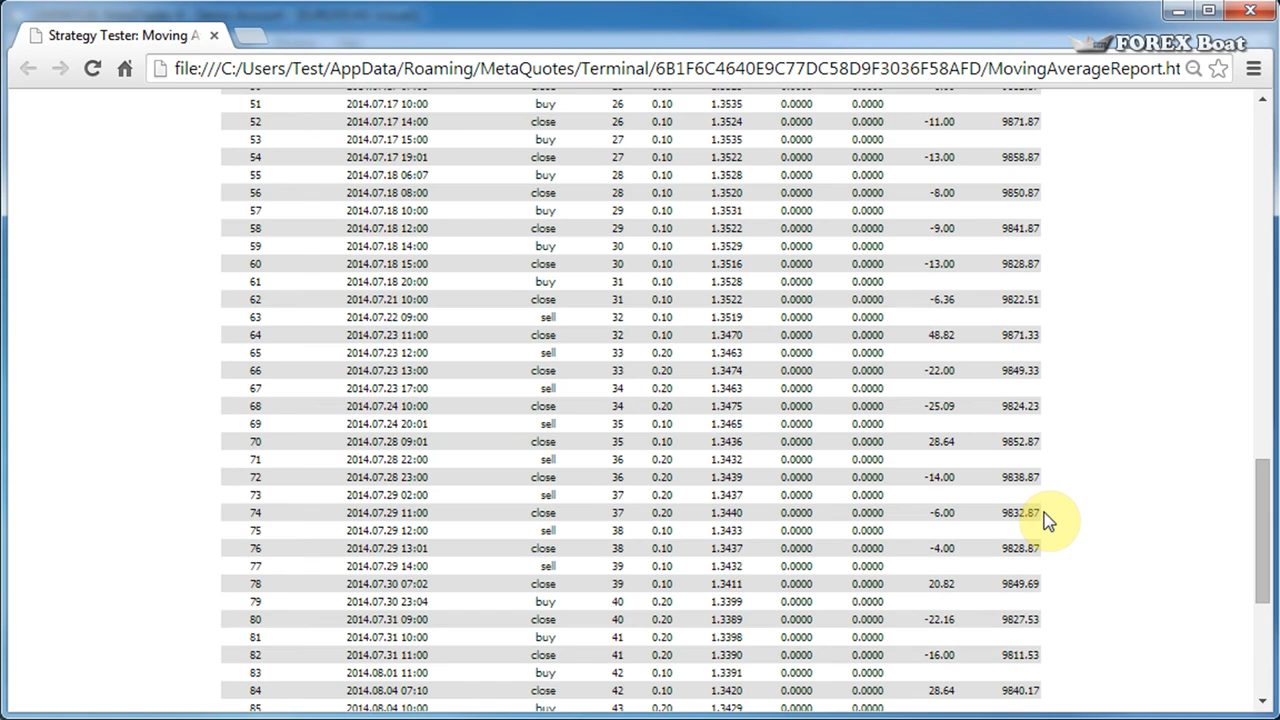 Strategy Tester: Moving A
FOREX Boat
file:///C:/Users/Test/AppData/Roaming/MetaQuotes/Terminal/6B1F6C4640E9C77DC58D9F3036F58AFD/MovingAverageReport.ht
51 2014.07.17 10:00 buy 26 0.10 1.3535 0.0000 0.0000
52 2014.07.17 14:00 close 26 0.10 1.3524 0.0000 0.0000 -11.00 9871.87
53 2014.07.17 15:00 buy 27 0.10 1.3535 0.0000 0.0000
54 2014.07.17 19:01 close 27 0.10 1.3522 0.0000 0.0000 -13.00 9858.87
55 2014.07.18 06:07 buy 28 0.10 1.3528 0.0000 0.0000
56 2014.07.18 08:00 close 28 0.10 1.3520 0.0000 0.0000 -8.00 9850.87
57 2014.07.18 10:00 buy 29 0.10 1.3531 0.0000 0.0000
58 2014.07.18 12:00 close 29 0.10 1.3522 0.0000 0.0000 -9.00 9841.87
59 2014.07.18 14:00 buy 30 0.10 1.3529 0.0000 0.0000
60 2014.07.18 15:00 close 30 0.10 1.3516 0.0000 0.0000 -13.00 9828.87
61 2014.07.18 20:00 buy 31 0.10 1.3528 0.0000 0.0000
62 2014.07.21 10:00 close 31 0.10 1.3522 0.0000 0.0000 -6.36 9822.51
63 2014.07.22 09:00 sell 32 0.10 1.3519 0.0000 0.0000
64 2014.07.23 11:00 close 32 0.10 1.3470 0.0000 0.0000 48.82 9871.33
65 2014.07.23 12:00 sell 33 0.20 1.3463 0.0000 0.0000
66 2014.07.23 13:00 close 33 0.20 1.3474 0.0000 0.0000 -22.00 9849.33
67 2014.07.23 17:00 sell 34 0.20 1.3463 0.0000 0.0000
68 2014.07.24 10:00 close 34 0.20 1.3475 0.0000 0.0000 -25.09 9824.23
69 2014.07.24 20:01 sell 35 0.10 1.3465 0.0000 0.0000
70 2014.07.28 09:01 close 35 0.10 1.3436 0.0000 0.0000 28.64 9852.87
71 2014.07.28 22:00 sell 36 0.20 1.3432 0.0000 0.0000
72 2014.07.28 23:00 close 36 0.20 1.3439 0.0000 0.0000 -14.00 9838.87
73 2014.07.29 02:00 sell 37 0.20 1.3437 0.0000 0.0000
74 2014.07.29 11:00 close 37 0.20 1.3440 0.0000 0.0000 -6.00 9832.87
75 2014.07.29 12:00 sell 38 0.10 1.3433 0.0000 0.0000
76 2014.07.29 13:01 close 38 0.10 1.3437 0.0000 0.0000 -4.00 9828.87
77 2014.07.29 14:00 sell 39 0.10 1.3432 0.0000 0.0000
78 2014.07.30 07:02 close 39 0.10 1.3411 0.0000 0.0000 20.82 9849.69
79 2014.07.30 23:04 buy 40 0.20 1.3399 0.0000 0.0000
80 2014.07.31 09:00 close 40 0.20 1.3389 0.0000 0.0000 -22.16 9827.53
81 2014.07.31 10:00 buy 41 0.20 1.3398 0.0000 0.0000
82 2014.07.31 11:00 close 41 0.20 1.3390 0.0000 0.0000 -16.00 9811.53
83 2014.08.01 11:00 buy 42 0.10 1.3391 0.0000 0.0000
84 2014.08.04 07:10 close 42 0.10 1.3420 0.0000 0.0000 28.64 9840.17
85 2014.08.04 10:00 buy 43 0.20 1.3429 0.0000 0.0000